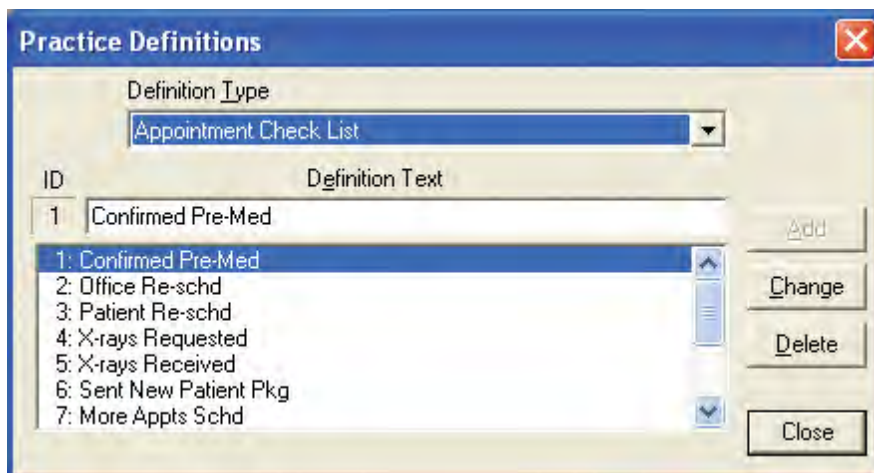 Practice Definitions
Definition Type
Appointment Check List
ID Definition Text
1 Confirmed Pre-Med
Add
1: Confirmed Pre-Med
2: Office Re-schd
3: Patient Re-schd
4: X-rays Requested
5: X-rays Received
6: Sent New Patient Pkg
7: More Appts Schd
Change
Delete
Close